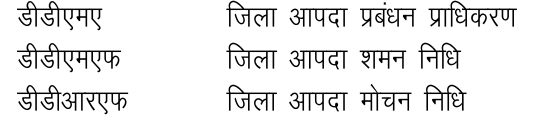 डीडीएमए जिला आपदा प्रबंधन प्राधिकरण
डीडीएमएफ जिला आपदा शमन निधि
डीडीआरएफ जिला आपदा मोचन निधि